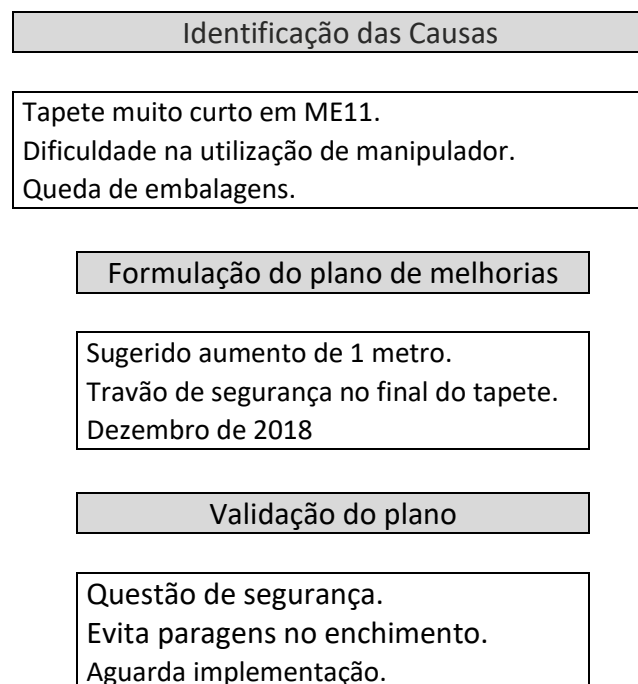 Identificação das Causas
Tapete muito curto em ME11.
Dificuldade na utilização de manipulador.
Queda de embalagens.
Formulação do plano de melhorias
Sugerido aumento de 1 metro.
Travão de segurança no final do tapete.
Dezembro de 2018
Validação do plano
Questão de segurança.
Evita paragens no enchimento.
Aguarda implementação.